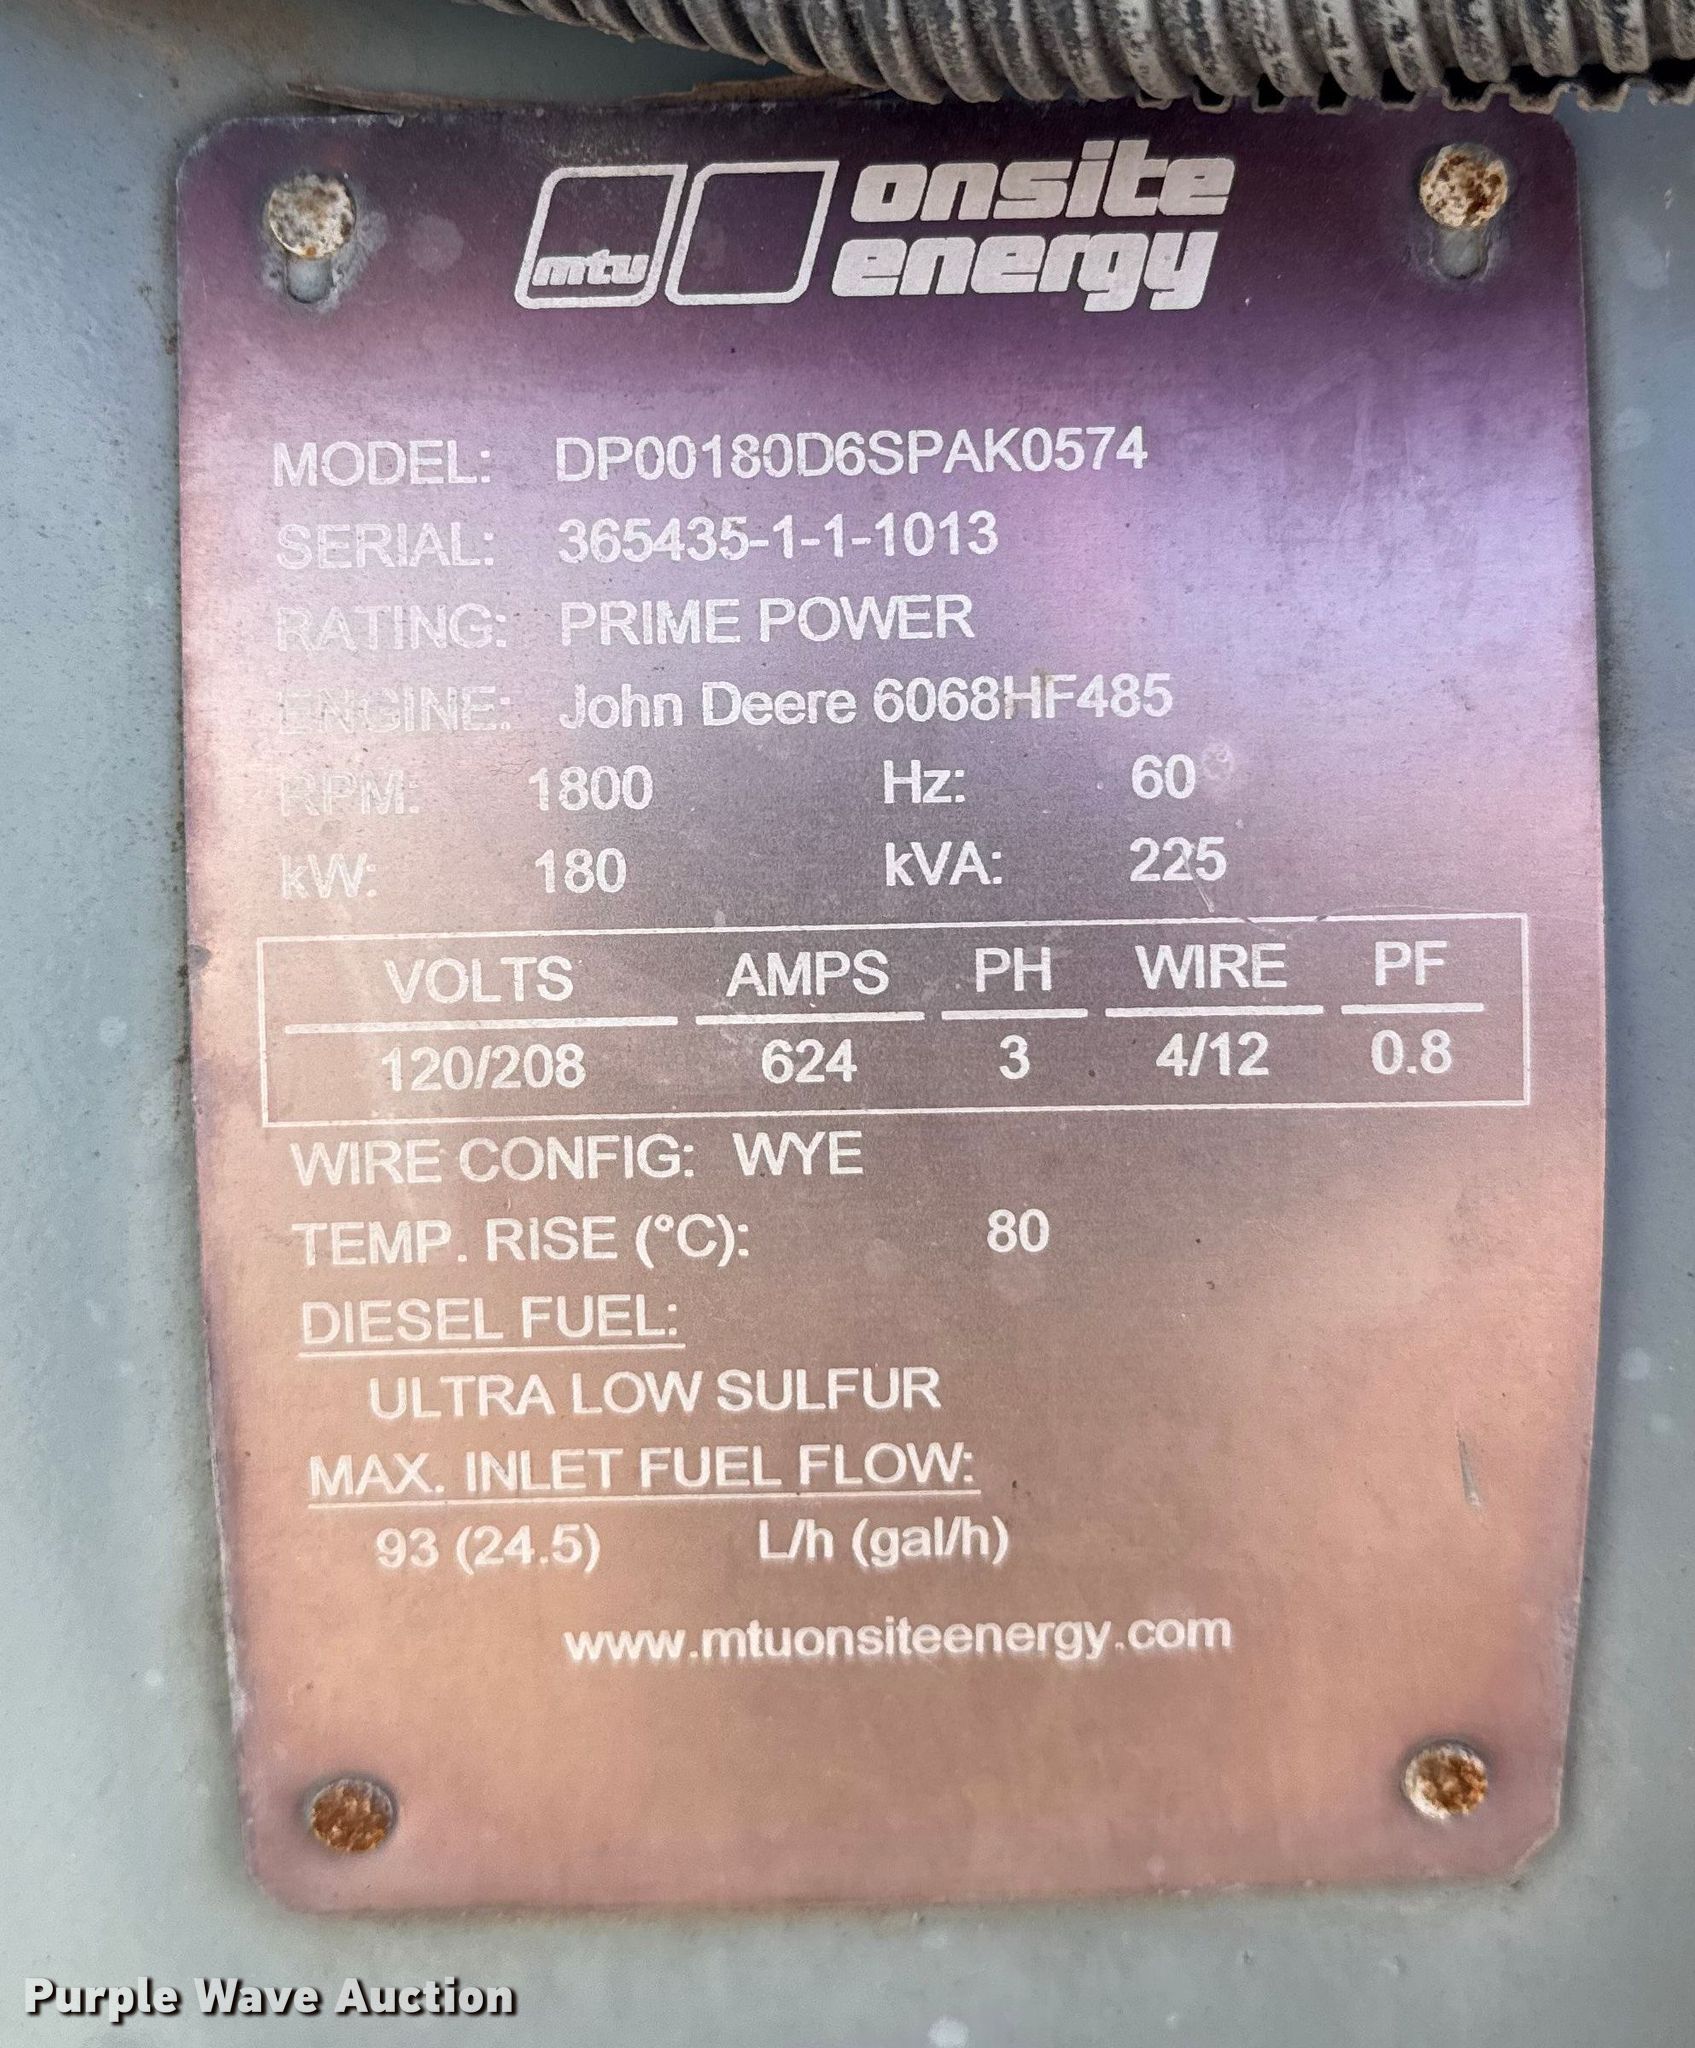 mtu onsite
energy
MODEL: DP00180D6SPAK0574
SERIAL: 365435-1-1-1013
RATING: PRIME POWER
ENGINE: John Deere 6068HF485
RPM: 1800 Hz: 60
kW: 180 kVA: 225
VOLTS AMPS PH WIRE PF
120/208 624 3 4/12 0.8
WIRE CONFIG: WYE
TEMP. RISE (°C): 80
DIESEL FUEL:
ULTRA LOW SULFUR
MAX. INLET FUEL FLOW:
93 (24.5) L/h (gal/h)
www.mtuonsiteenergy.com
Purple Wave Auction